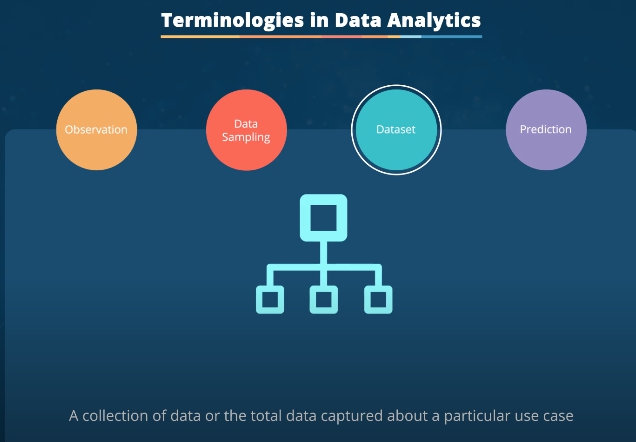 Terminologies in Data Analytics
Observation
Data
Sampling
Dataset
Prediction
A collection of data or the total data captured about a particular use case